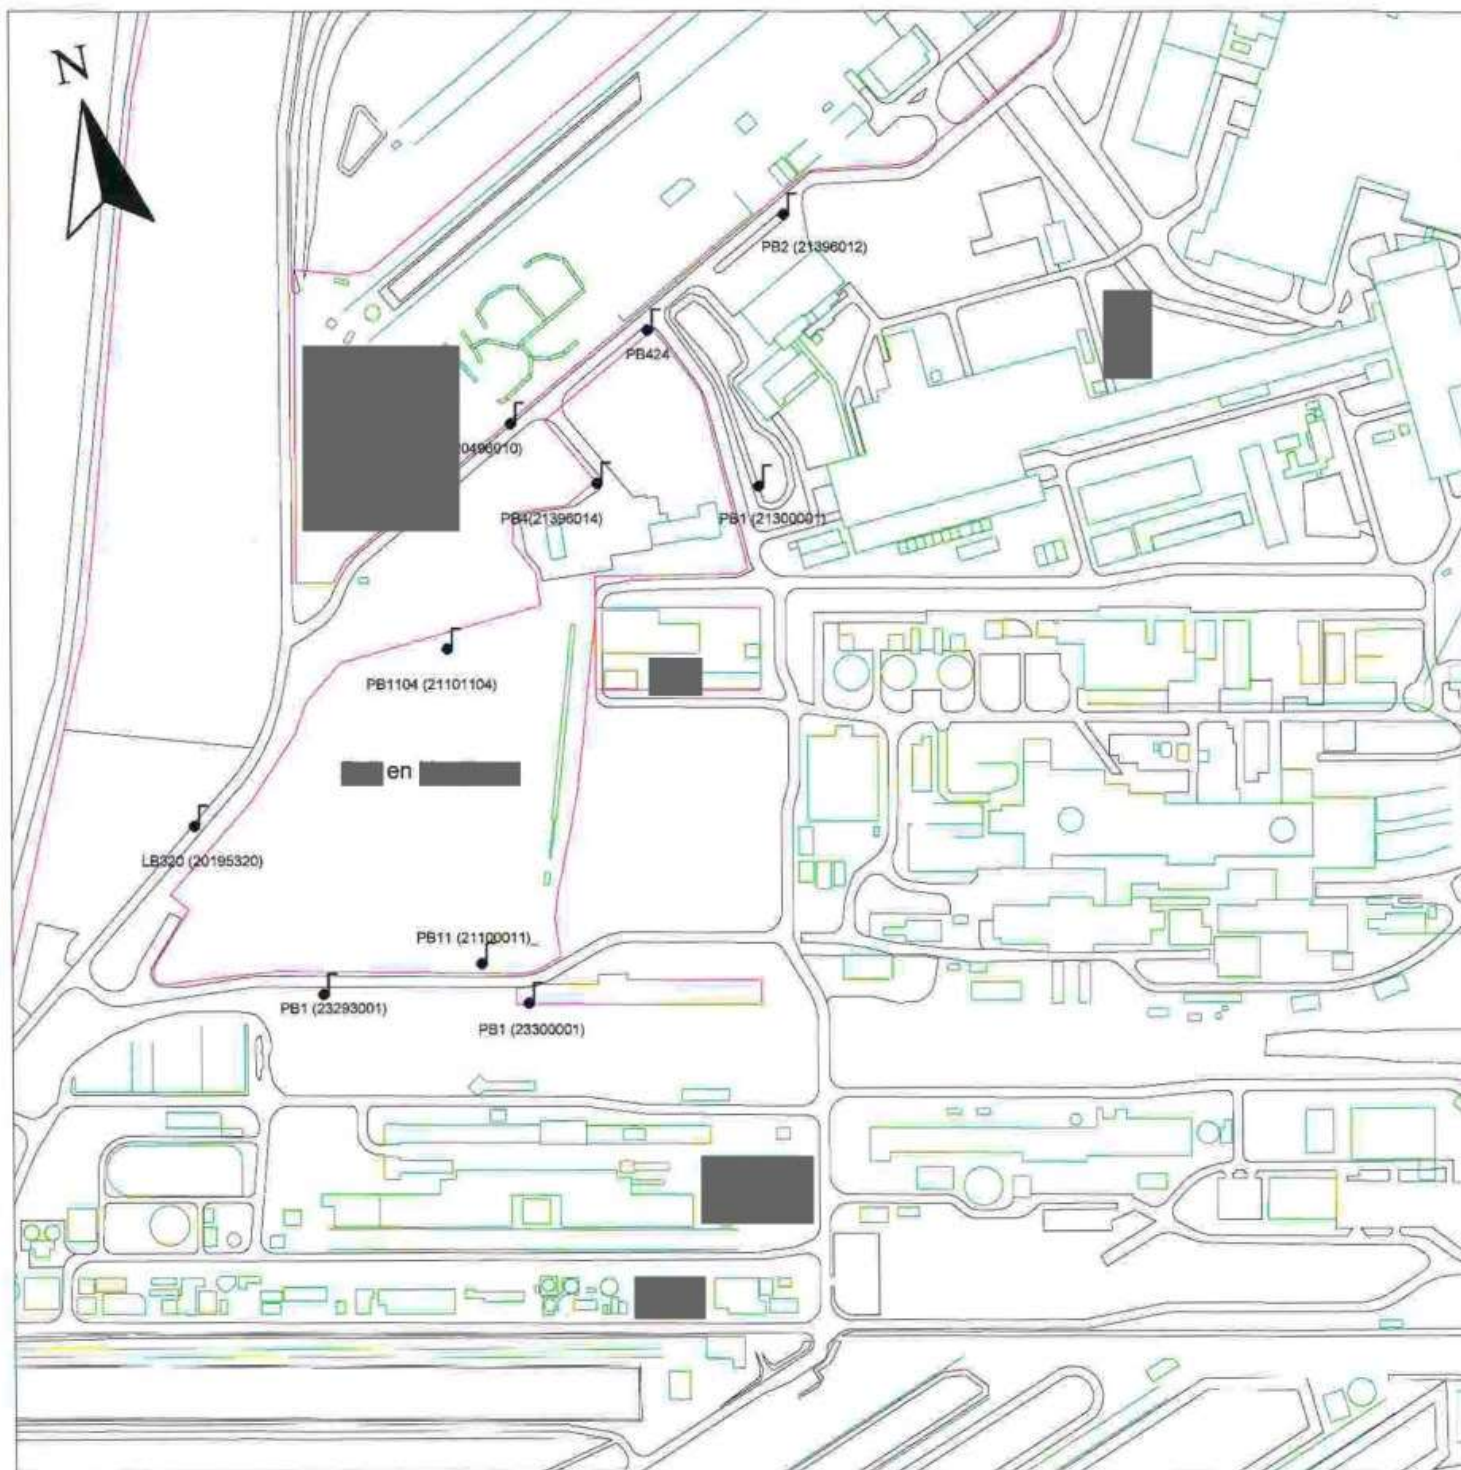 N
PB2 (21396012)
PB424
0496010)
PB4(21396014)
PB1 (21300001)
PB1104 (21101104)
en
LB320 (20195320)
PB11 (21100011)_
PB1 (23293001)
PB1 (23300001)